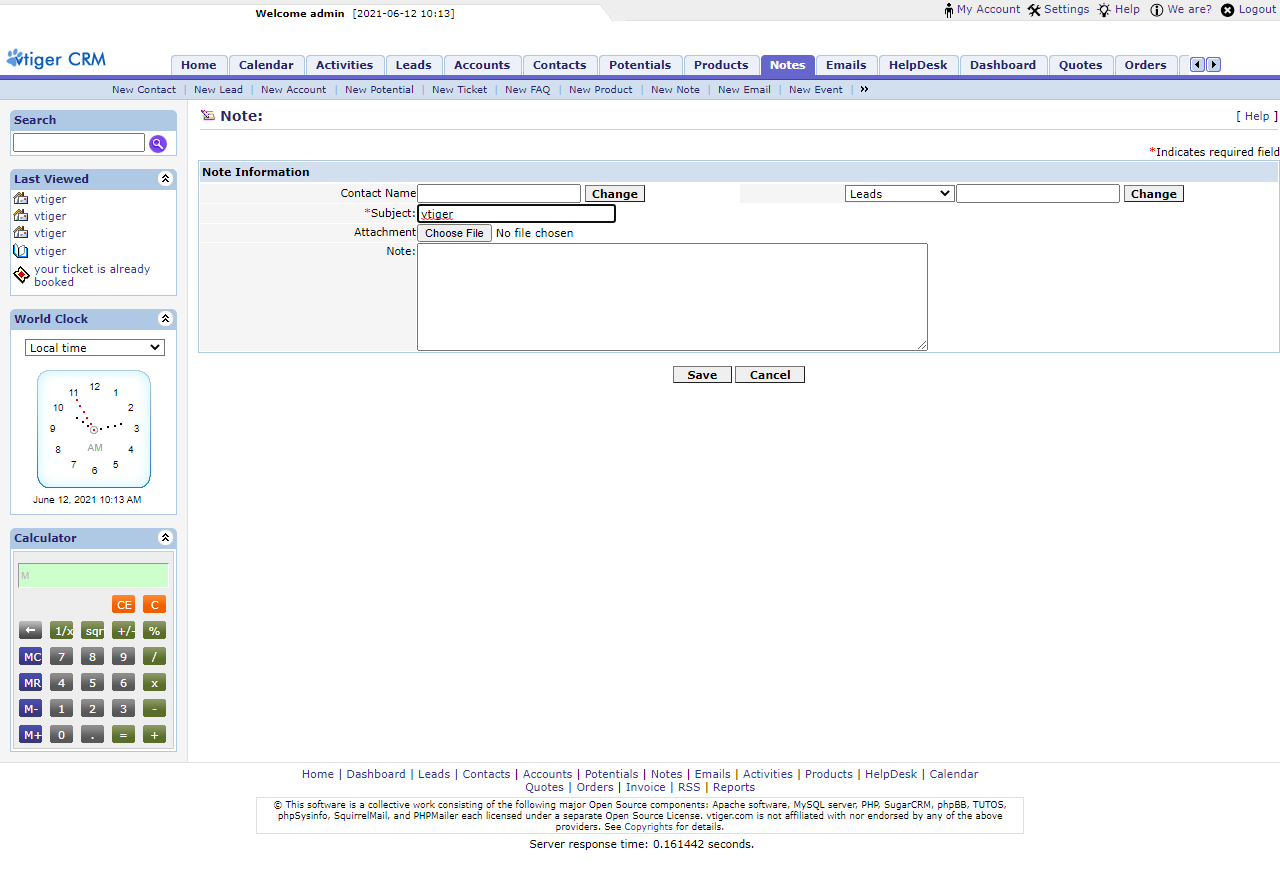 Welcome admin [2021-06-12 10:13]
My Account Settings Help We are? Logout
vtiger CRM
Home Calendar Activities Leads Accounts Contacts Potentials Products Notes Emails HelpDesk Dashboard Quotes Orders
New Contact | New Lead | New Account | New Potential | New Ticket | New FAQ | New Product | New Note | New Email | New Event | »
Search
Last Viewed
vtiger
vtiger
vtiger
vtiger
your ticket is already
booked
World Clock
Local time
12
11 1
10 2
9 3
AM
8 4
7 5
6
June 12, 2021 10:13 AM
Calculator
M
CE C
← 1/x sqr +/- %
MC 7 8 9 /
MR 4 5 6 x
M- 1 2 3 -
M+ 0 . = +
Note:
[ Help ]
*Indicates required field
Note Information
Contact Name Change Leads Change
*Subject: vtiger
Attachment Choose File No file chosen
Note:
Save Cancel
Home | Dashboard | Leads | Contacts | Accounts | Potentials | Notes | Emails | Activities | Products | HelpDesk | Calendar
Quotes | Orders | Invoice | RSS | Reports
© This software is a collective work consisting of the following major Open Source components: Apache software, MySQL server, PHP, SugarCRM, phpBB, TUTOS,
phpSysinfo, SquirrelMail, and PHPMailer each licensed under a separate Open Source License. vtiger.com is not affiliated with nor endorsed by any of the above
providers. See Copyrights for details.
Server response time: 0.161442 seconds.